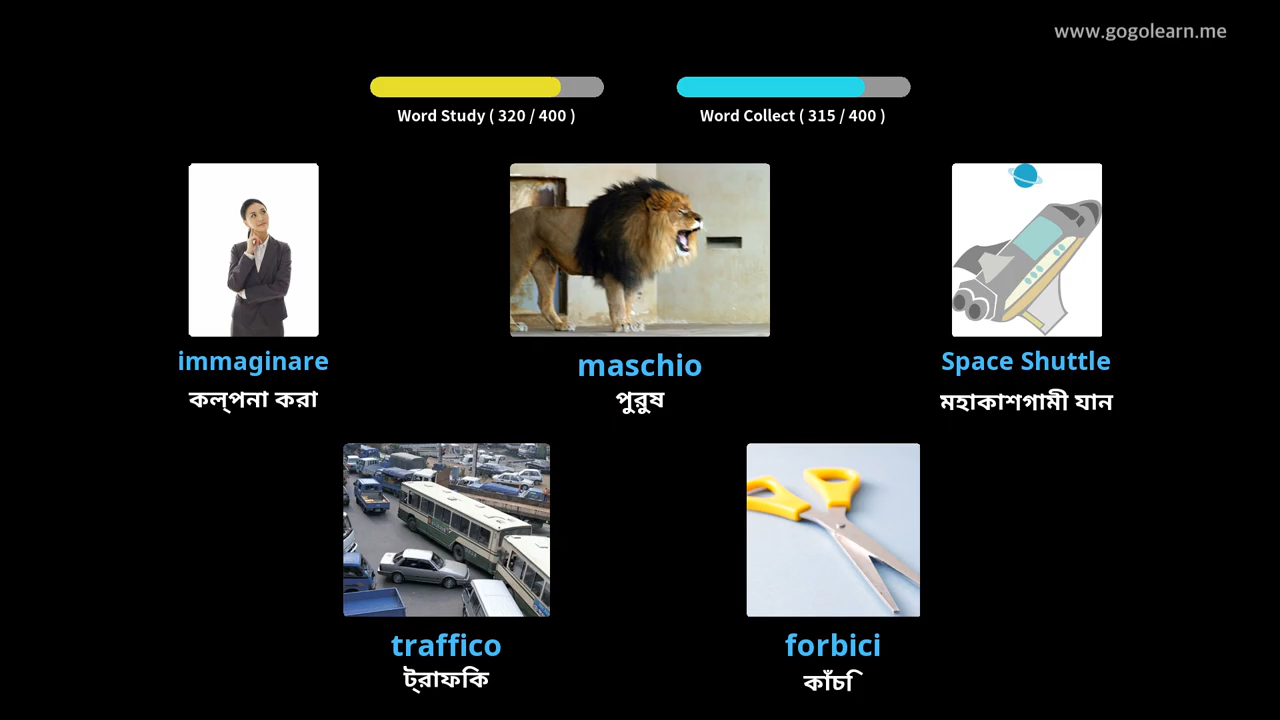 www.gogolearn.me
Word Study ( 320 / 400 )
Word Collect ( 315 / 400 )
immaginare
কল্পনা করা
maschio
পুরুষ
Space Shuttle
মহাকাশগামী যান
traffico
ট্রাফিক
forbici
কাঁচি